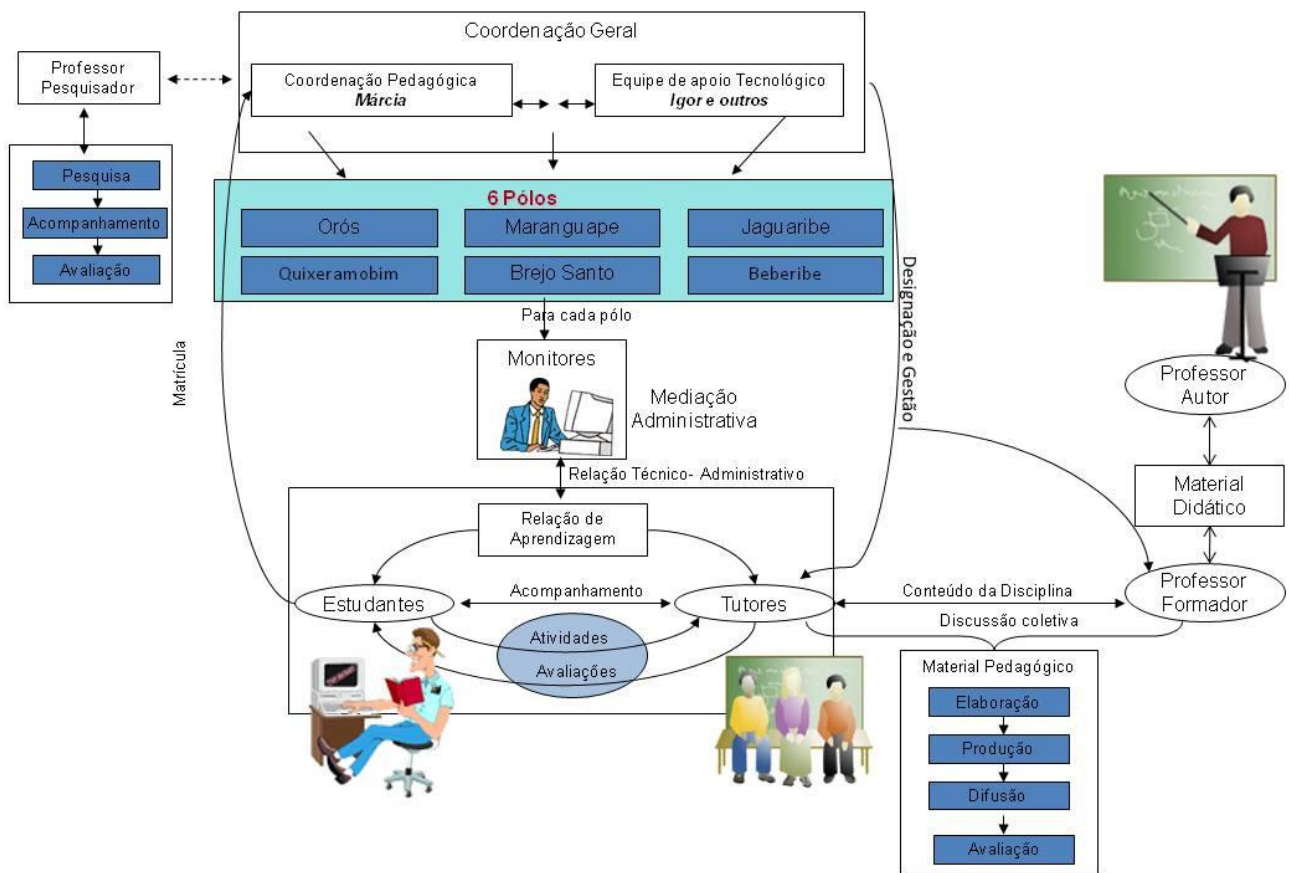 Coordenação Geral
Professor
Pesquisador
Coordenação Pedagógica
Márcia
Equipe de apoio Tecnológico
Igor e outros
Pesquisa
Acompanhamento
Avaliação
6 Pólos
Orós
Maranguape
Jaguaribe
Quixeramobim
Brejo Santo
Beberibe
Para cada pólo
Matrícula
Designação e Gestão
Monitores
Mediação
Administrativa
Professor
Autor
Relação Técnico- Administrativo
Material
Didático
Relação de
Aprendizagem
Estudantes
Acompanhamento
Tutores
Conteúdo da Disciplina
Professor
Formador
Discussão coletiva
Atividades
Avaliações
Material Pedagógico
Elaboração
Produção
Difusão
Avaliação